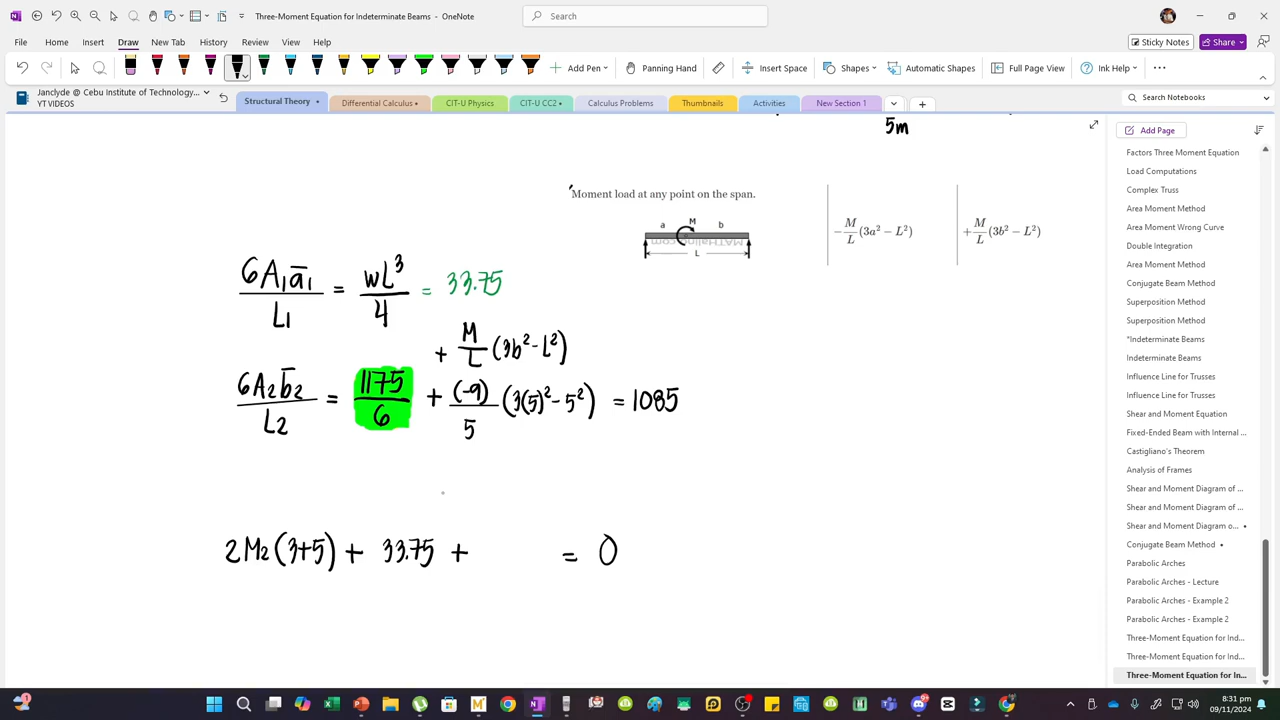 Three-Moment Equation for Indeterminate Beams - OneNote
Search
File Home Insert Draw New Tab History Review View Help
Sticky Notes
Share
Add Pen
Panning Hand
Insert Space
Shapes
Automatic Shapes
Full Page View
Ink Help
Janclyde @ Cebu Institute of Technology...
YT VIDEOS
Structural Theory
Differential Calculus
CIT-U Physics
CIT-U CC2
Calculus Problems
Thumbnails
Activities
New Section 1
Search Notebooks
5m
Add Page
Moment load at any point on the span.
a M b
L
MATHalino.com
-M/L (3a² − L²)
+M/L (3b² − L²)
6A₁a̅₁/L₁ = wL³/4 = 33.75
+ M/L (3b² - L²)
6A₂b̅₂/L₂ = 1175/6 + (-9)/5 (3(5)² - 5²) = 1085
2M₂(3+5) + 33.75 + = 0
Factors Three Moment Equation
Load Computations
Complex Truss
Area Moment Method
Area Moment Wrong Curve
Double Integration
Area Moment Method
Conjugate Beam Method
Superposition Method
Superposition Method
*Indeterminate Beams
Indeterminate Beams
Influence Line for Trusses
Influence Line for Trusses
Shear and Moment Equation
Fixed-Ended Beam with Internal ...
Castigliano's Theorem
Analysis of Frames
Shear and Moment Diagram of ...
Shear and Moment Diagram of ...
Shear and Moment Diagram o...
Conjugate Beam Method
Parabolic Arches
Parabolic Arches - Lecture
Parabolic Arches - Example 2
Parabolic Arches - Example 2
Three-Moment Equation for Ind...
Three-Moment Equation for Ind...
Three-Moment Equation for In...
8:31 pm
09/11/2024